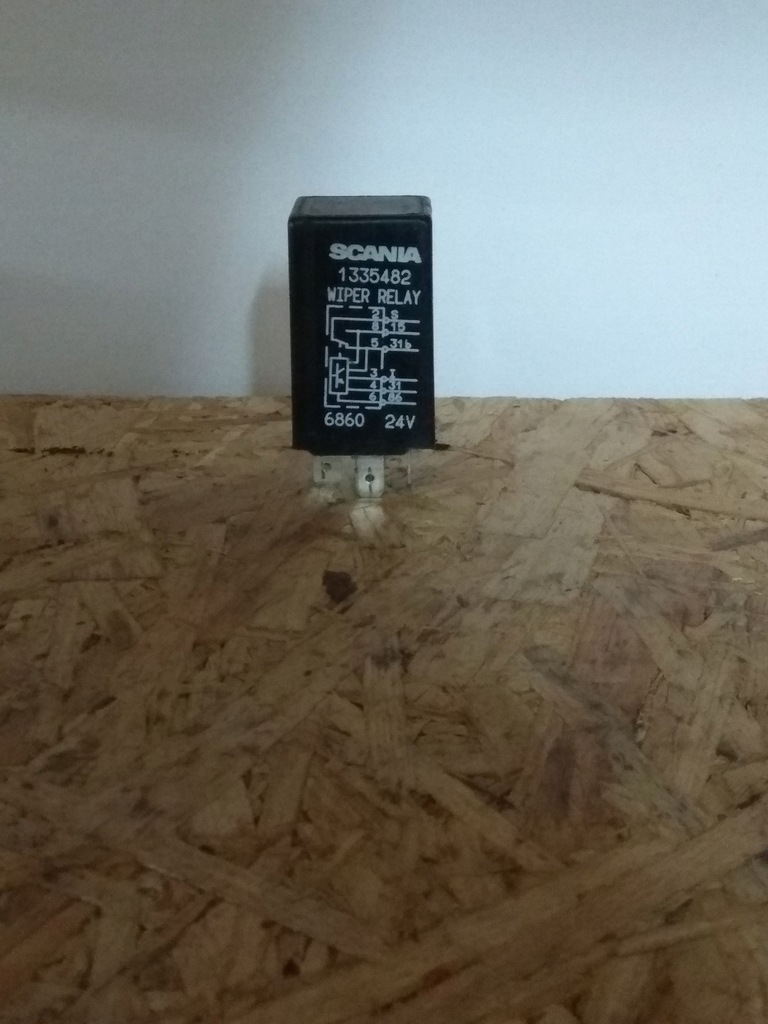 SCANIA
1335482
WIPER RELAY
2 S
8 15
5 31b
3 I
4 31
6 86
6860 24V